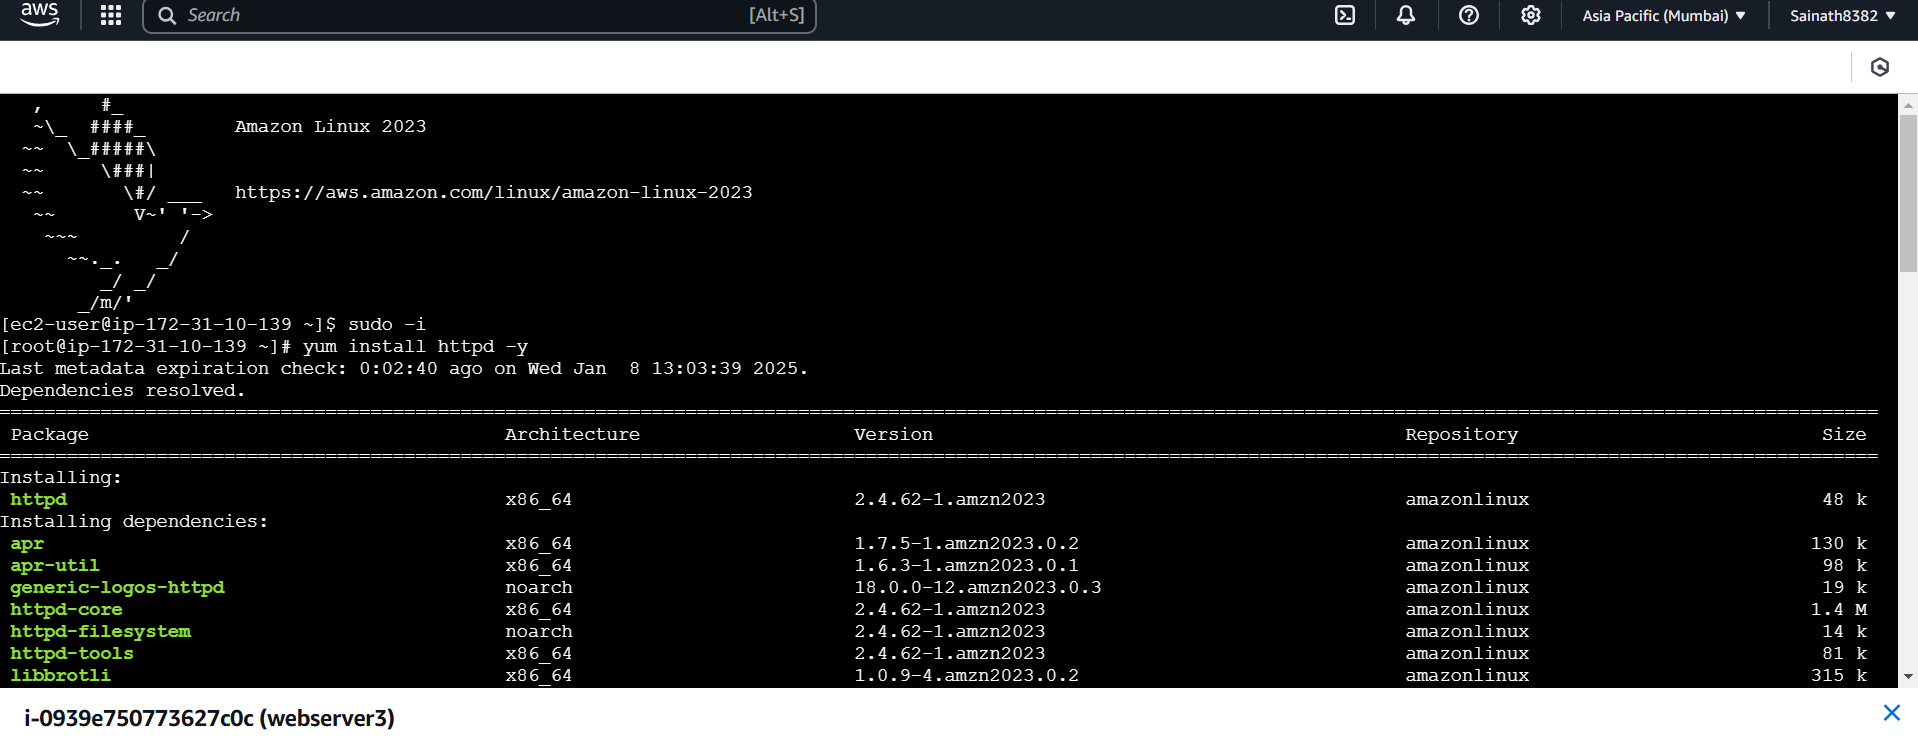 aws Search [Alt+S] Asia Pacific (Mumbai) ▼ Sainath8382 ▼
   ,     #_
   ~\_  ####_        Amazon Linux 2023
  ~~  \_#####\
  ~~     \###|
  ~~       \#/ ___   https://aws.amazon.com/linux/amazon-linux-2023
   ~~       V~' '->
    ~~~         /
      ~~._.   _/
         _/ _/
       _/m/'
[ec2-user@ip-172-31-10-139 ~]$ sudo -i
[root@ip-172-31-10-139 ~]# yum install httpd -y
Last metadata expiration check: 0:02:40 ago on Wed Jan  8 13:03:39 2025.
Dependencies resolved.
Package Architecture Version Repository Size
Installing:
httpd x86_64 2.4.62-1.amzn2023 amazonlinux 48 k
Installing dependencies:
apr x86_64 1.7.5-1.amzn2023.0.2 amazonlinux 130 k
apr-util x86_64 1.6.3-1.amzn2023.0.1 amazonlinux 98 k
generic-logos-httpd noarch 18.0.0-12.amzn2023.0.3 amazonlinux 19 k
httpd-core x86_64 2.4.62-1.amzn2023 amazonlinux 1.4 M
httpd-filesystem noarch 2.4.62-1.amzn2023 amazonlinux 14 k
httpd-tools x86_64 2.4.62-1.amzn2023 amazonlinux 81 k
libbrotli x86_64 1.0.9-4.amzn2023.0.2 amazonlinux 315 k
i-0939e750773627c0c (webserver3)